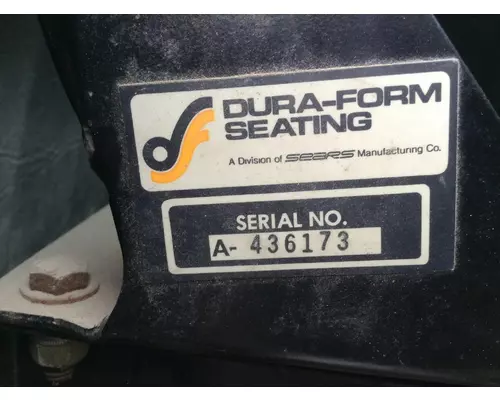 DURA-FORM
SEATING
A Division of SEARS Manufacturing Co.
SERIAL NO.
A- 436173